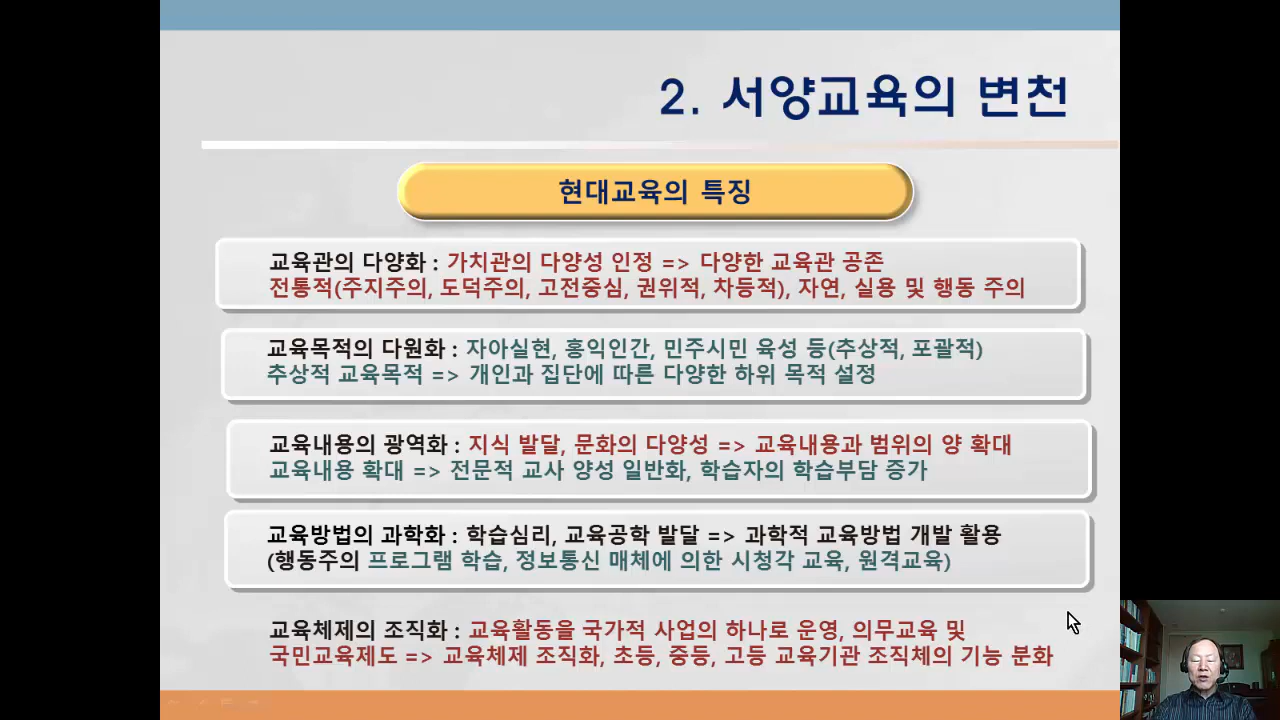 2. 서양교육의 변천
현대교육의 특징
교육관의 다양화 : 가치관의 다양성 인정 => 다양한 교육관 공존
전통적(주지주의, 도덕주의, 고전중심, 권위적, 차등적), 자연, 실용 및 행동 주의
교육목적의 다원화 : 자아실현, 홍익인간, 민주시민 육성 등(추상적, 포괄적)
추상적 교육목적 => 개인과 집단에 따른 다양한 하위 목적 설정
교육내용의 광역화 : 지식 발달, 문화의 다양성 => 교육내용과 범위의 양 확대
교육내용 확대 => 전문적 교사 양성 일반화, 학습자의 학습부담 증가
교육방법의 과학화 : 학습심리, 교육공학 발달 => 과학적 교육방법 개발 활용
(행동주의 프로그램 학습, 정보통신 매체에 의한 시청각 교육, 원격교육)
교육체제의 조직화 : 교육활동을 국가적 사업의 하나로 운영, 의무교육 및
국민교육제도 => 교육체제 조직화, 초등, 중등, 고등 교육기관 조직체의 기능 분화